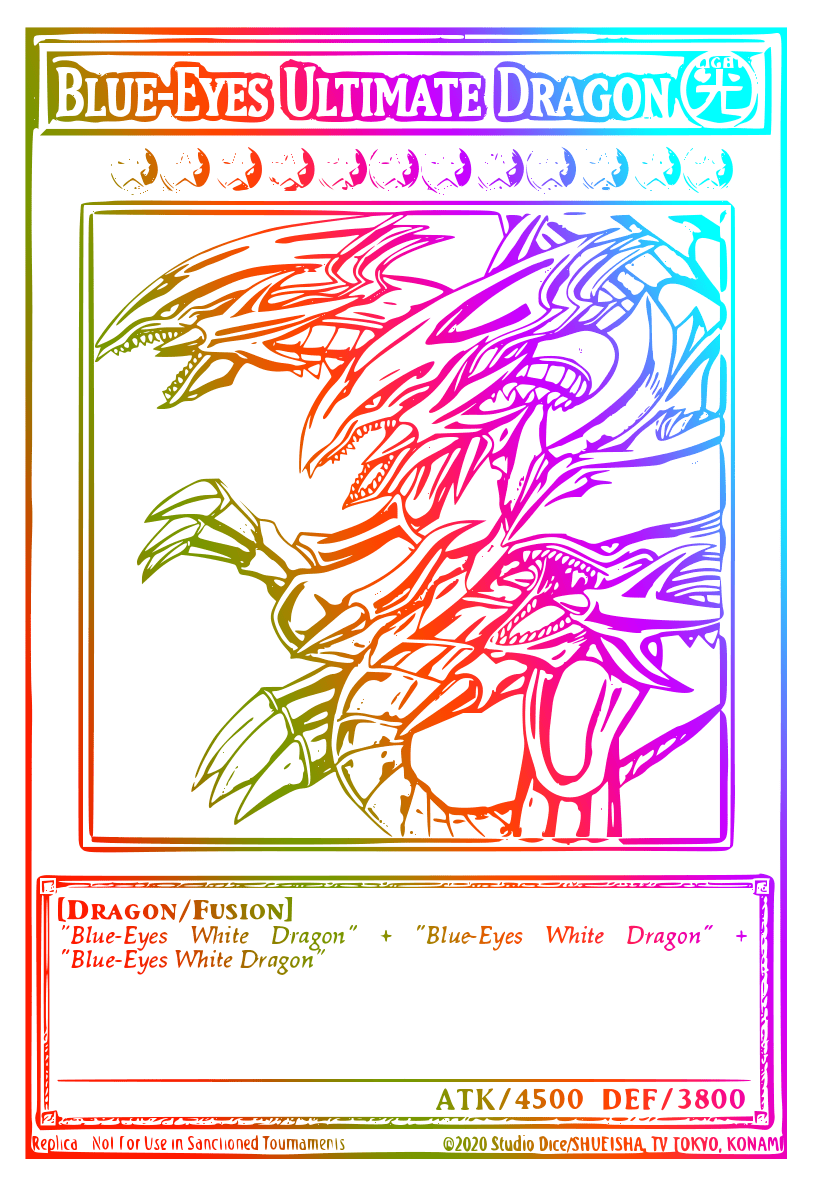 BLUE-EYES ULTIMATE DRAGON
LIGHT
光
[DRAGON/FUSION]
"Blue-Eyes White Dragon" + "Blue-Eyes White Dragon" +
"Blue-Eyes White Dragon"
ATK/4500 DEF/3800
Replica Not For Use in Sanctioned Tournaments
©2020 Studio Dice/SHUEISHA, TV TOKYO, KONAMI